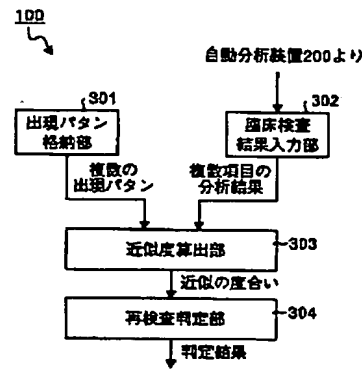 100
自動分析装置200より
301
出現パタン
格納部
302
臨床検査
結果入力部
複数の
出現パタン
複数項目の
分析結果
近似度算出部
303
近似の度合い
再検査判定部
304
判定結果